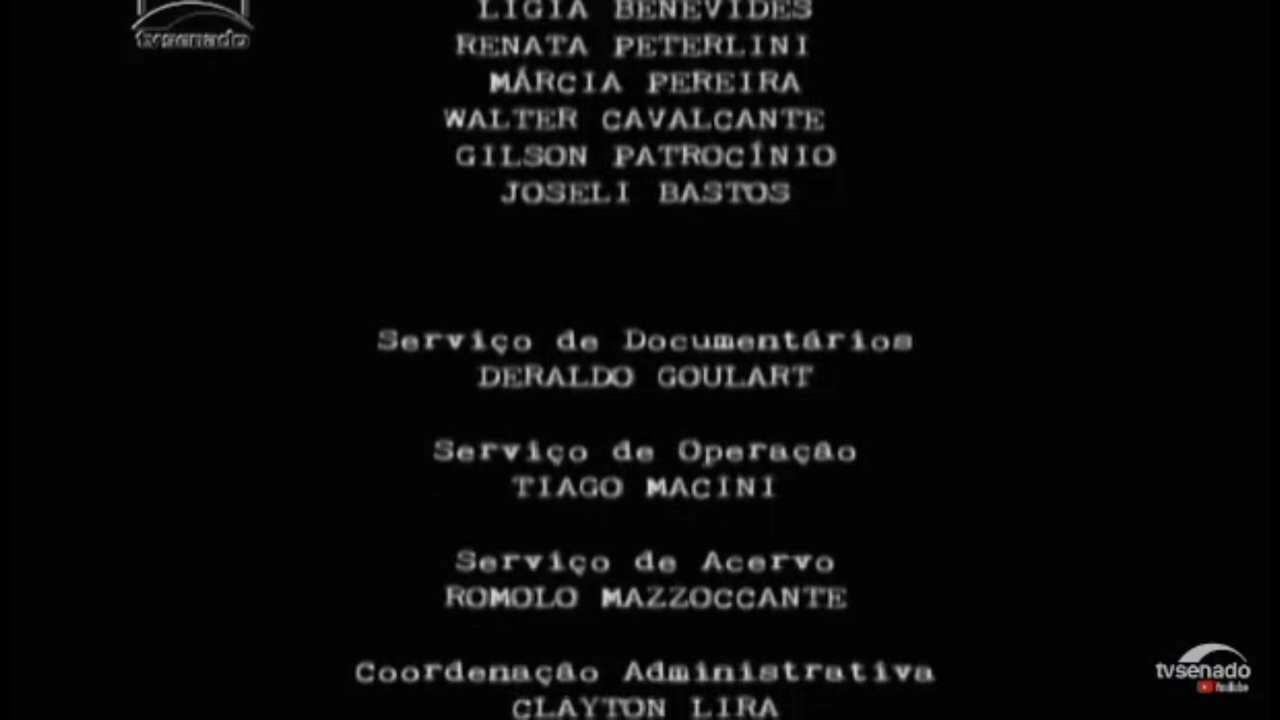 LIGIA BENEVIDES
tvsenado
RENATA PETERLINI
MÁRCIA PEREIRA
WALTER CAVALCANTE
GILSON PATROCÍNIO
JOSELI BASTOS
Serviço de Documentários
DERALDO GOULART
Serviço de Operação
TIAGO MACINI
Serviço de Acervo
ROMOLO MAZZOCCANTE
Coordenação Administrativa
CLAYTON LIRA
tvsenado
YouTube